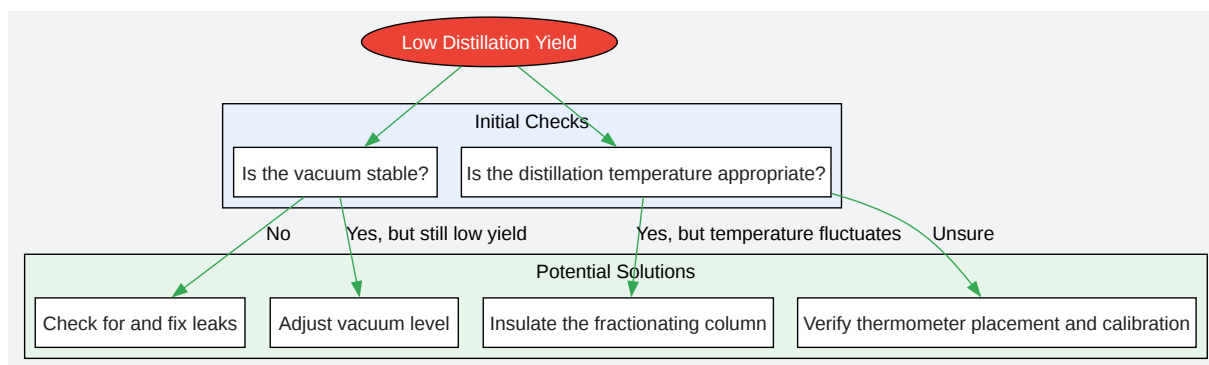 Low Distillation Yield
Initial Checks
Is the vacuum stable?
Is the distillation temperature appropriate?
No
Yes, but still low yield
Yes, but temperature fluctuates
Unsure
Potential Solutions
Check for and fix leaks
Adjust vacuum level
Insulate the fractionating column
Verify thermometer placement and calibration